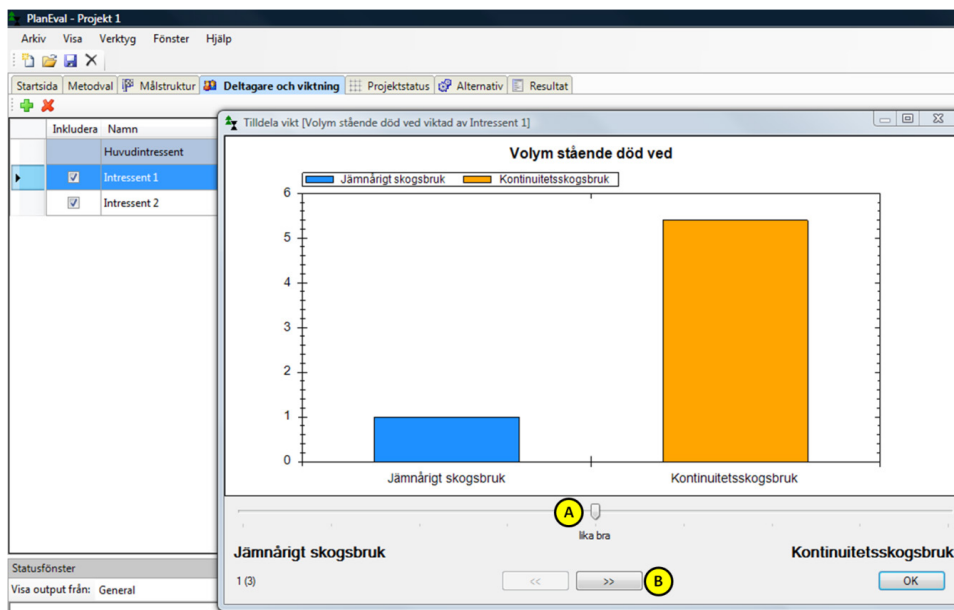 PlanEval - Projekt 1
Arkiv Visa Verktyg Fönster Hjälp
Startsida Metodval Målstruktur Deltagare och viktning Projektstatus Alternativ Resultat
Inkludera Namn
Huvudintressent
Intressent 1
Intressent 2
Tilldela vikt [Volym stående död ved viktad av Intressent 1]
Volym stående död ved
Jämnårigt skogsbruk Kontinuitetsskogsbruk
6
5
4
3
2
1
0
Jämnårigt skogsbruk Kontinuitetsskogsbruk
A
lika bra
Jämnårigt skogsbruk Kontinuitetsskogsbruk
1 (3) << >> B OK
Statusfönster
Visa output från: General